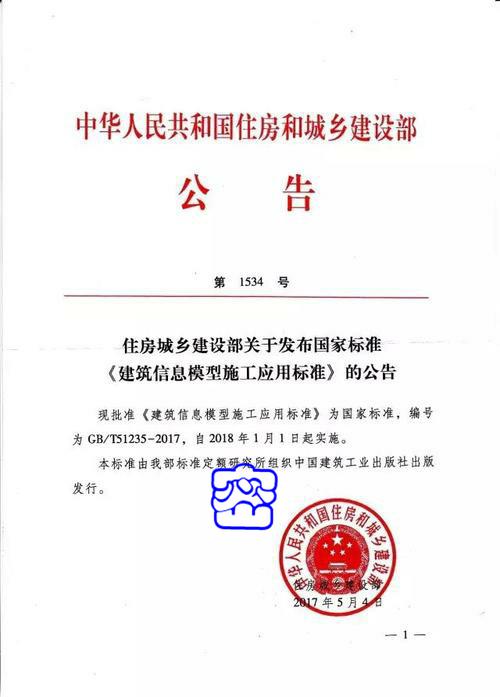 中华人民共和国住房和城乡建设部
公 告
第 1534 号
住房城乡建设部关于发布国家标准
《建筑信息模型施工应用标准》的公告
现批准《建筑信息模型施工应用标准》为国家标准，编号
为 GB/T51235-2017，自 2018 年 1 月 1 日起实施。
本标准由我部标准定额研究所组织中国建筑工业出版社出版
发行。
中华人民共和国住房和城乡建设部
住房城乡建设部
2017 年 5 月 4 日
— 1 —